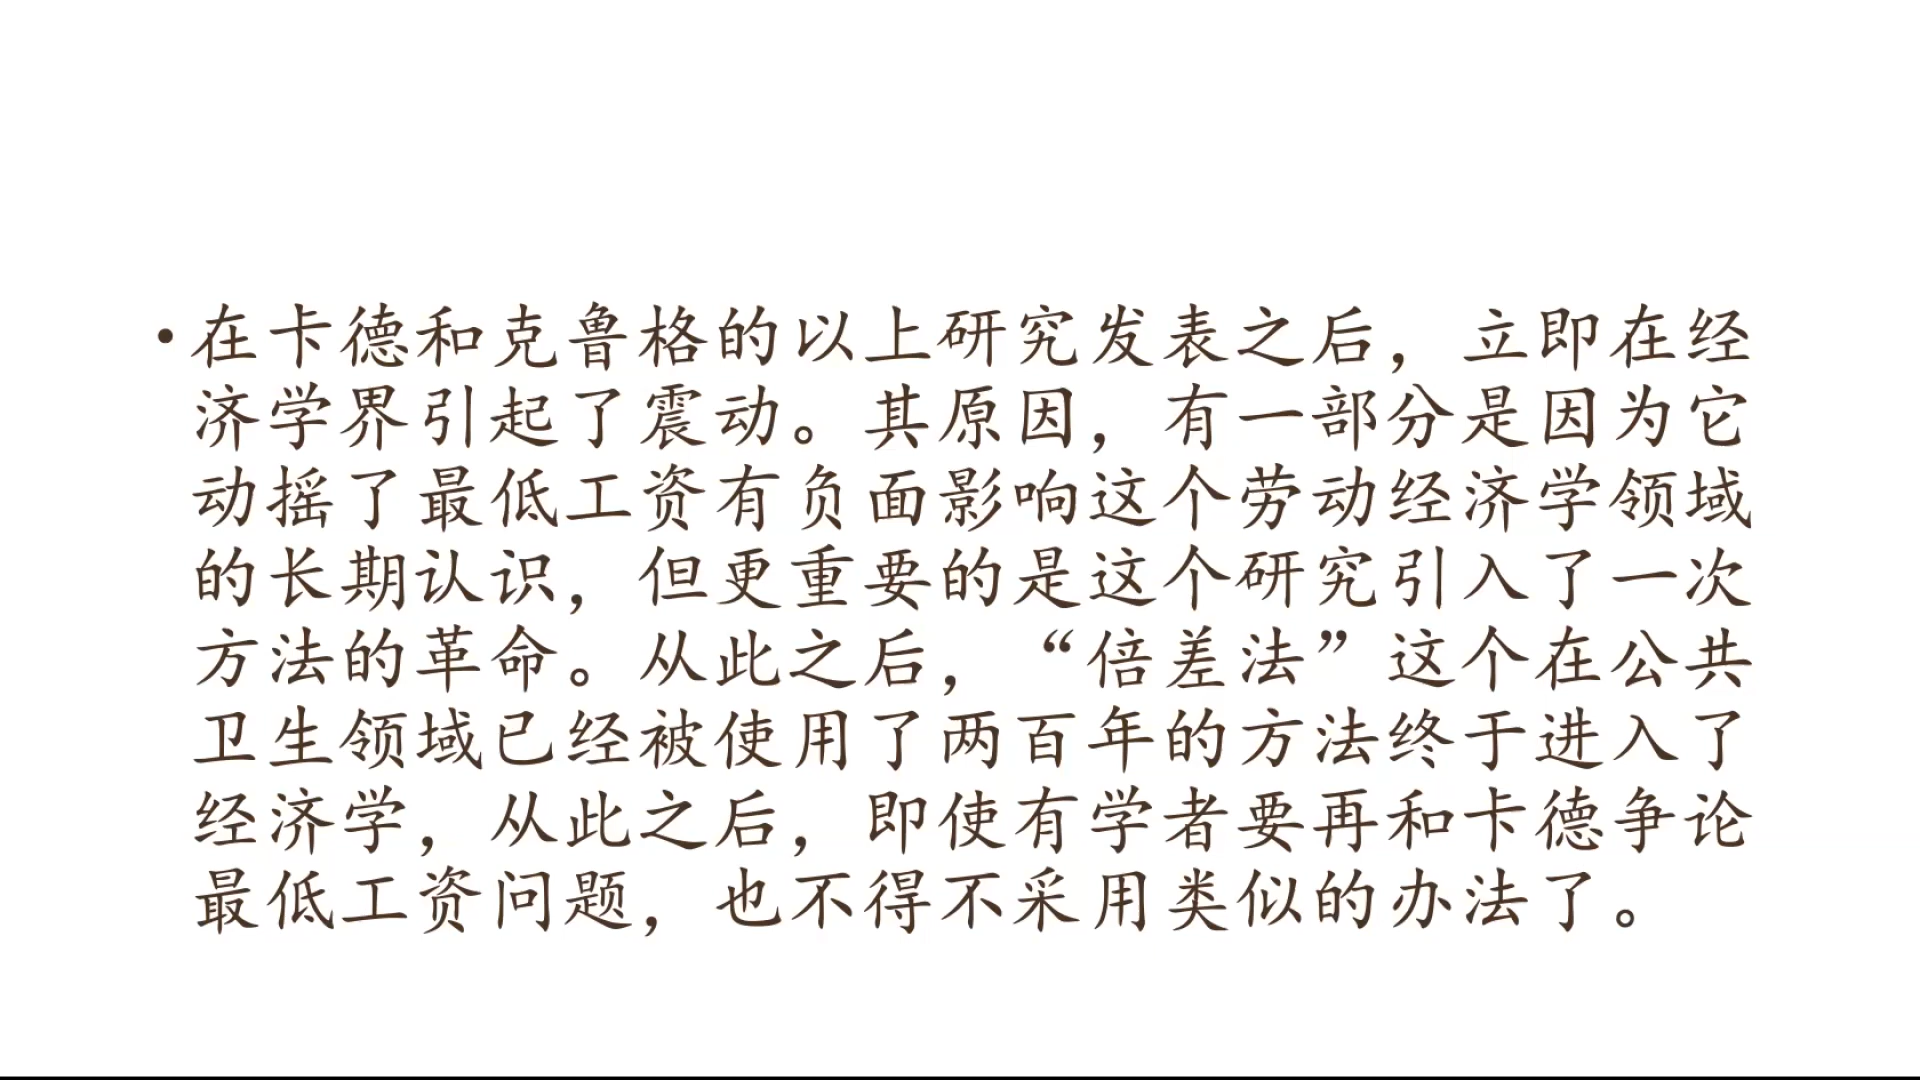 •在卡德和克鲁格的以上研究发表之后，立即在经
济学界引起了震动。其原因，有一部分是因为它
动摇了最低工资有负面影响这个劳动经济学领域
的长期认识，但更重要的是这个研究引入了一次
方法的革命。从此之后，“倍差法”这个在公共
卫生领域已经被使用了两百年的方法终于进入了
经济学，从此之后，即使有学者要再和卡德争论
最低工资问题，也不得不采用类似的办法了。